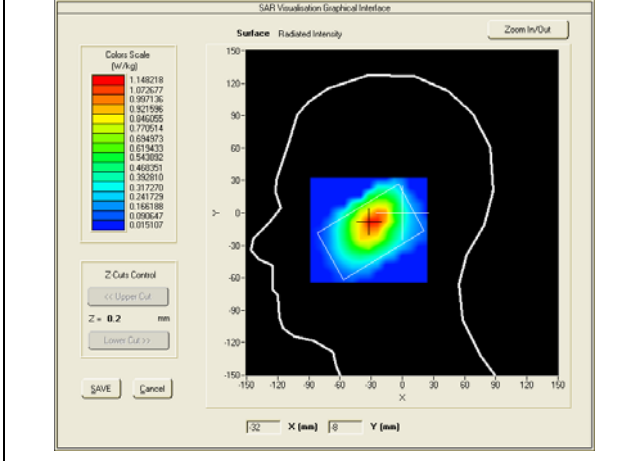 SAR Visualisation Graphical Interface
Surface Radiated Intensity
Zoom In/Out
Colors Scale
(W/kg)
1.148218
1.072677
0.997136
0.921596
0.846055
0.770514
0.694973
0.619433
0.543892
0.468351
0.392810
0.317270
0.241729
0.166188
0.090647
0.015107
Z Cuts Control
<< Upper Cut
Z = 0.2 mm
Lower Cut >>
SAVE Cancel
150
120
90
60
30
0
-30
-60
-90
-120
-150
Y
-150 -120 -90 -60 -30 0 30 60 90 120 150
X
-32 X (mm) -8 Y (mm)